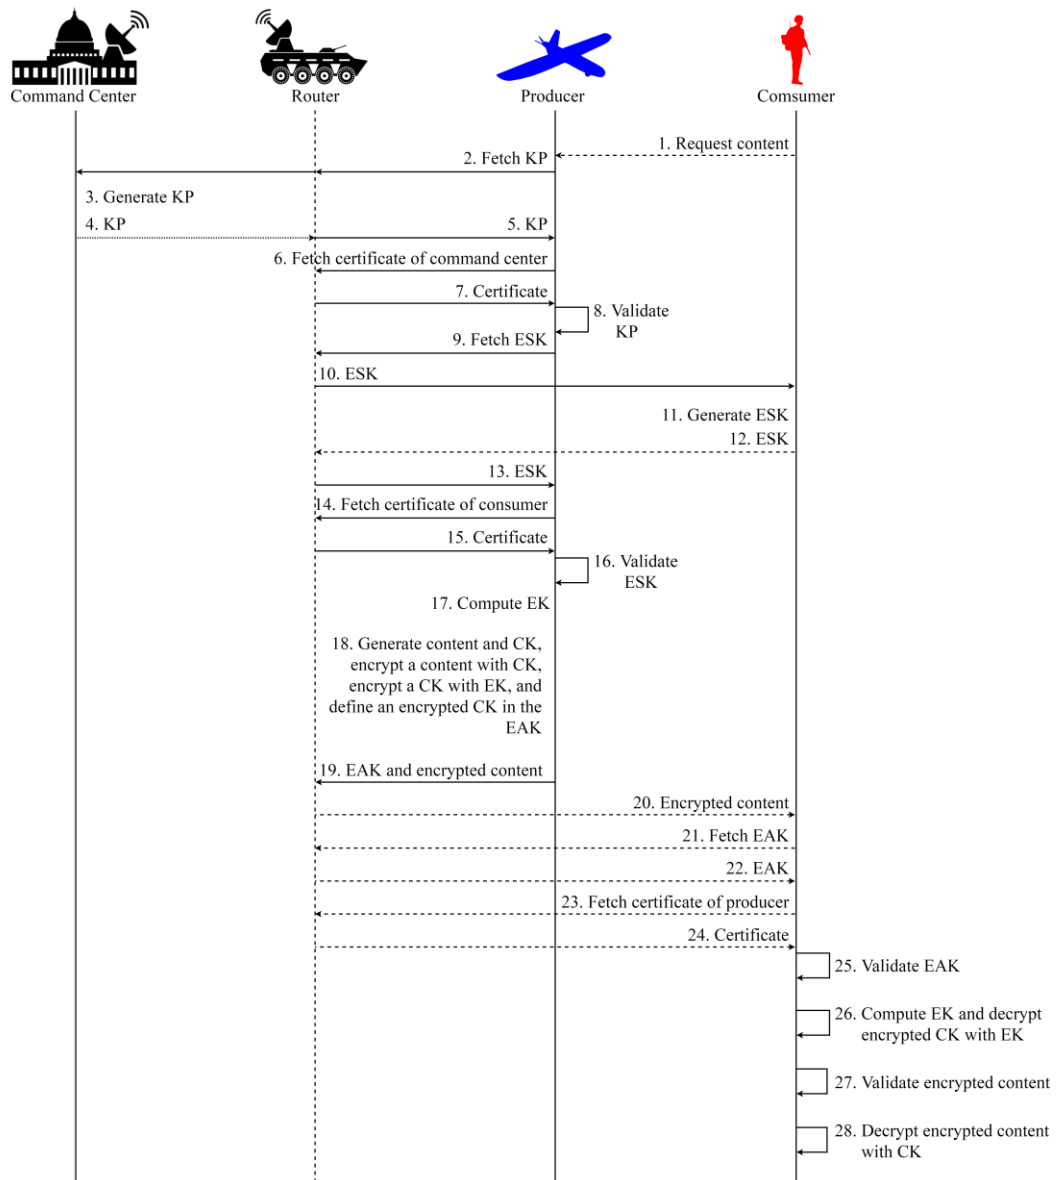 Command Center
Router
Producer
Comsumer
1. Request content
2. Fetch KP
3. Generate KP
4. KP
5. KP
6. Fetch certificate of command center
7. Certificate
8. Validate
KP
9. Fetch ESK
10. ESK
11. Generate ESK
12. ESK
13. ESK
14. Fetch certificate of consumer
15. Certificate
16. Validate
ESK
17. Compute EK
18. Generate content and CK,
encrypt a content with CK,
encrypt a CK with EK, and
define an encrypted CK in the
EAK
19. EAK and encrypted content
20. Encrypted content
21. Fetch EAK
22. EAK
23. Fetch certificate of producer
24. Certificate
25. Validate EAK
26. Compute EK and decrypt
encrypted CK with EK
27. Validate encrypted content
28. Decrypt encrypted content
with CK